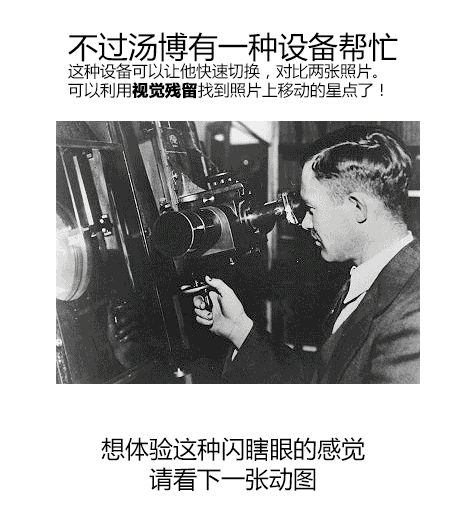 不过汤博有一种设备帮忙
这种设备可以让他快速切换，对比两张照片。
可以利用视觉残留找到照片上移动的星点了！
想体验这种闪瞎眼的感觉
请看下一张动图